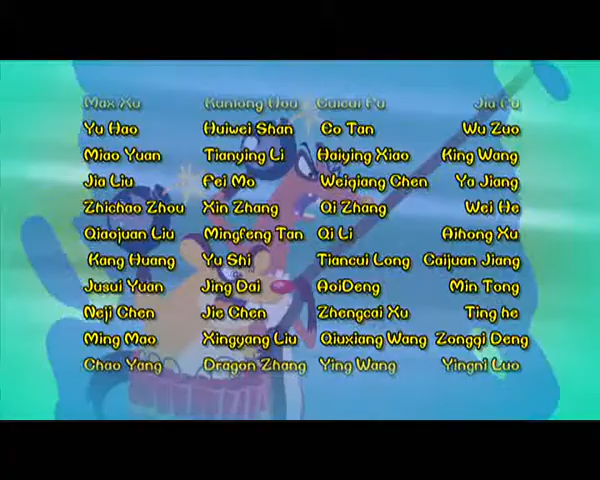 Max Xu Kunlong Hou Caicai Fu Jia Fu
Yu Hao Huiwei Shan Bo Tan Wu Zuo
Miao Yuan Tianying Li Haiying Xiao King Wang
Jia Liu Fei Mo Weiqiang Chen Ya Jiang
Zhichao Zhou Xin Zhang Qi Zhang Wei He
Qiaojuan Liu Mingfeng Tan Qi Li Aihong Xu
Kang Huang Yu Shi Tiancui Long Caijuan Jiang
Jusui Yuan Jing Dai AoiDeng Min Tong
Neji Chen Jie Chen Zhengcai Xu Ting he
Ming Mao Xingyang Liu Qiuxiang Wang Zongqi Deng
Chao Yang Dragon Zhang Ying Wang Yingni Luo